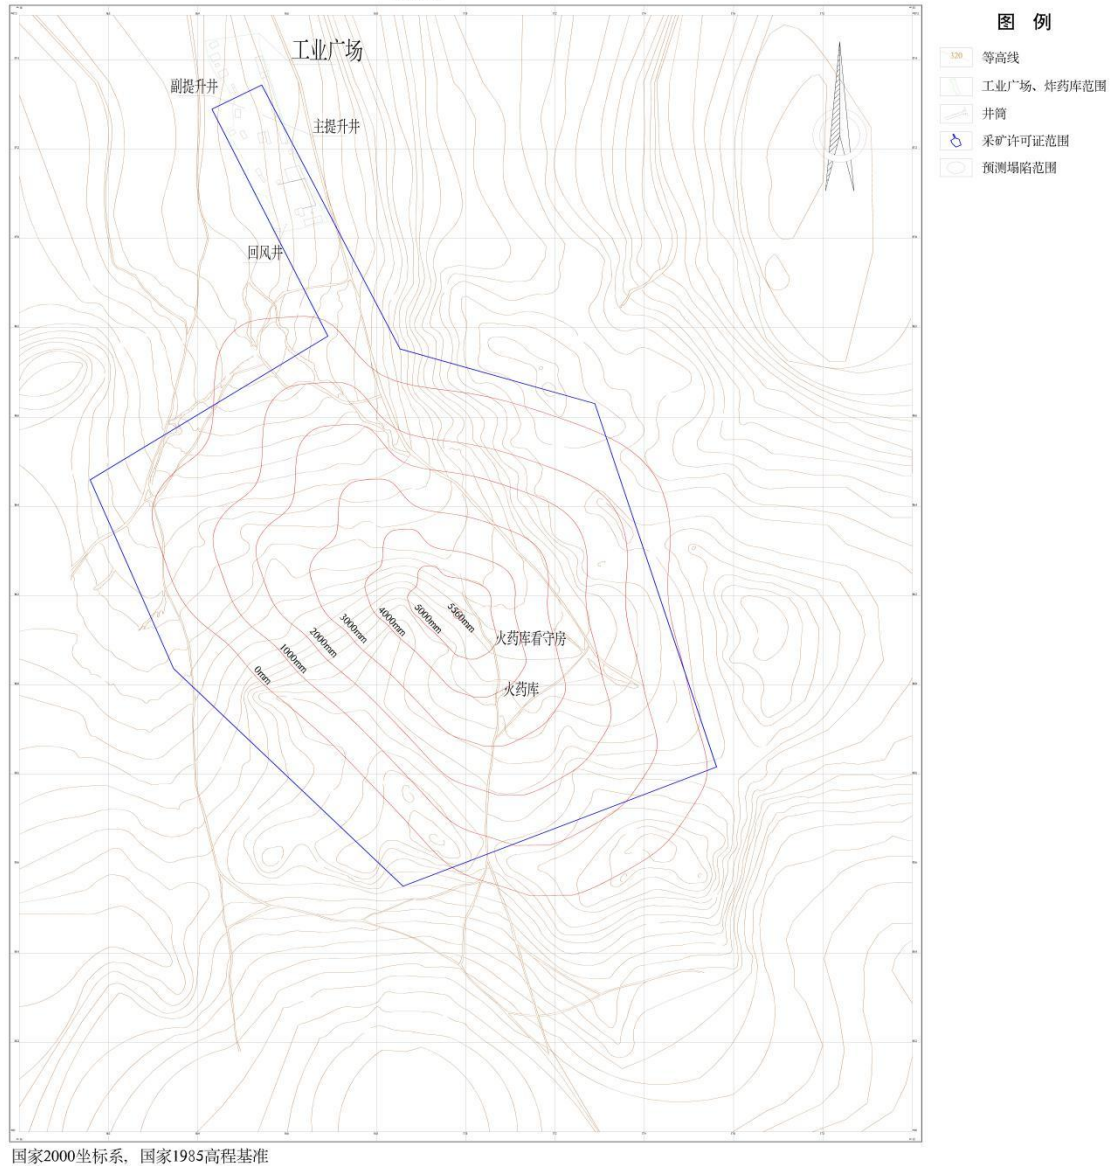 图 例
320
等高线
工业广场、炸药库范围
井筒
采矿许可证范围
预测塌陷范围
工业广场
副提升井
主提升井
回风井
5560mm
5000mm
4000mm
3000mm
2000mm
1000mm
0mm
火药库看守房
火药库
国家2000坐标系，国家1985高程基准